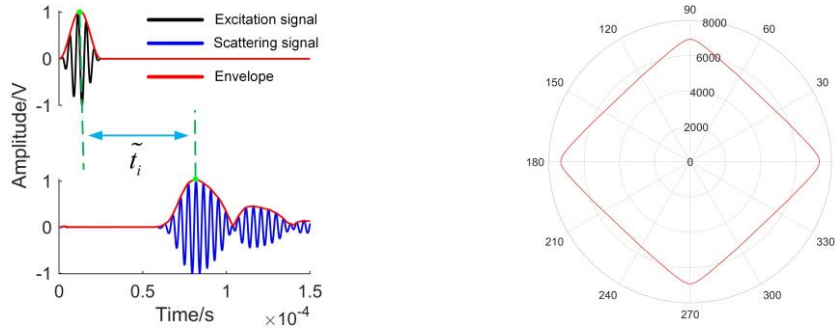 1
0
-1
Excitation signal
Scattering signal
Envelope
Amplitude/V
t̃ᵢ
1
0
-1
0 0.5 1 1.5
Time/s ×10⁻⁴
90
120 8000 60
6000
150 4000 30
2000
180 0 0
210 330
240 300
270